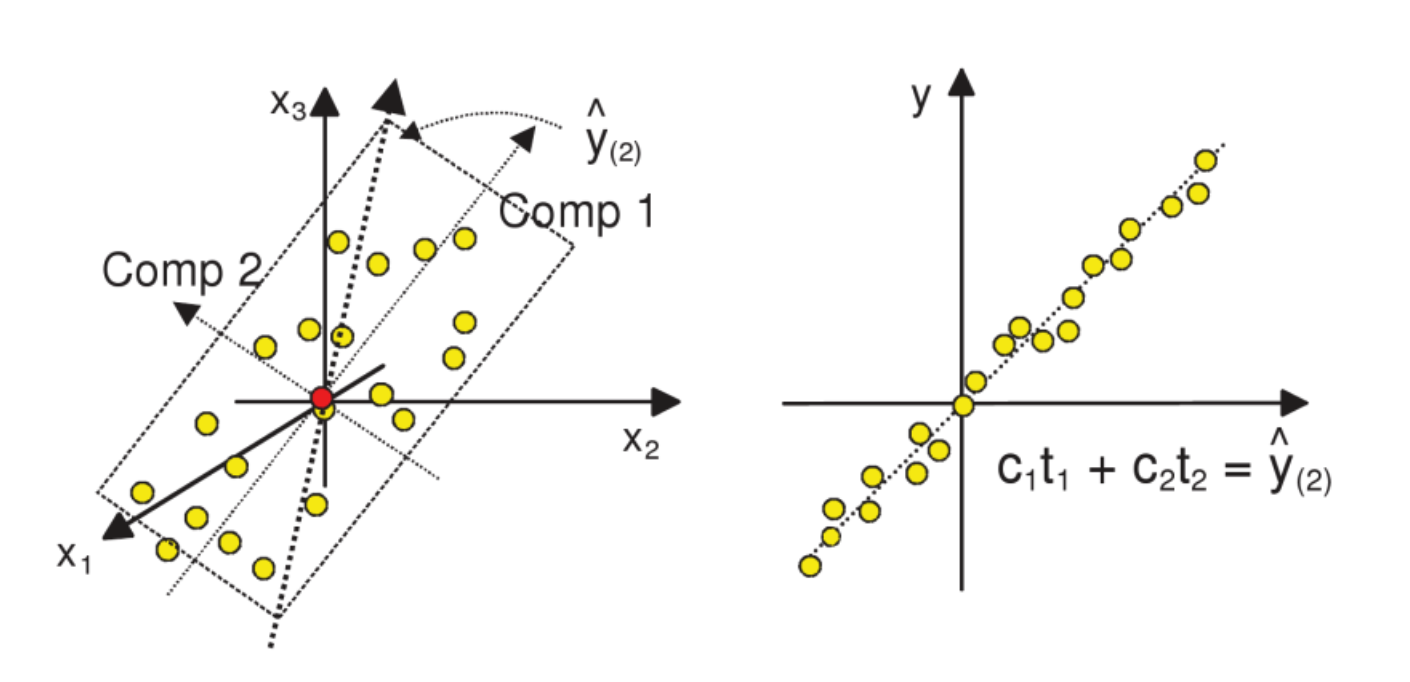 x₃
ŷ₍₂₎
Comp 1
Comp 2
x₂
x₁
y
c₁t₁ + c₂t₂ = ŷ₍₂₎